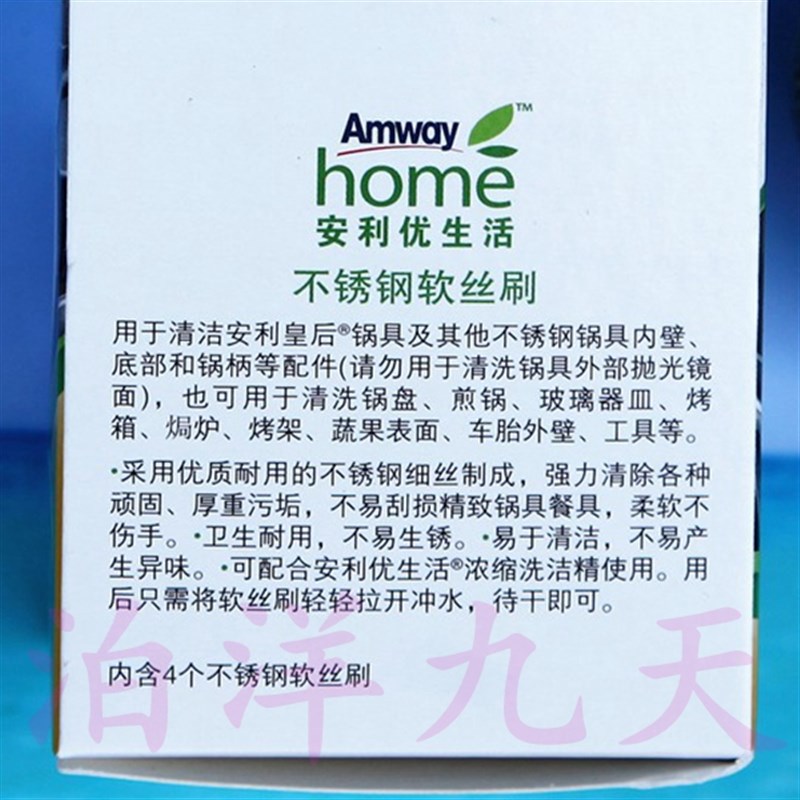 Amway™
home
安利优生活
不锈钢软丝刷
用于清洁安利皇后®锅具及其他不锈钢锅具内壁、
底部和锅柄等配件(请勿用于清洗锅具外部抛光镜
面)，也可用于清洗锅盘、煎锅、玻璃器皿、烤
箱、焗炉、烤架、蔬果表面、车胎外壁、工具等。
·采用优质耐用的不锈钢细丝制成，强力清除各种
顽固、厚重污垢，不易刮损精致锅具餐具，柔软不
伤手。·卫生耐用，不易生锈。·易于清洁，不易产
生异味。·可配合安利优生活®浓缩洗洁精使用。用
后只需将软丝刷轻轻拉开冲水，待干即可。
内含4个不锈钢软丝刷
泊洋九天